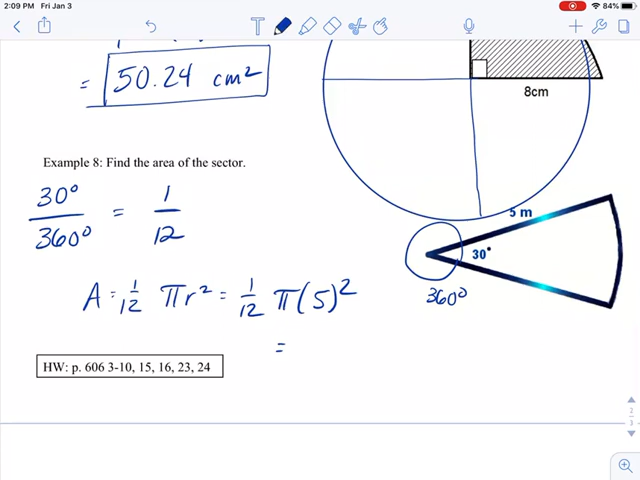 2:09 PM Fri Jan 3
84%
= 50.24 cm²
8cm
Example 8: Find the area of the sector.
30°/360° = 1/12
5 m
30°
360°
A = 1/12 πr² = 1/12 π(5)²
=
HW: p. 606 3-10, 15, 16, 23, 24
2/3